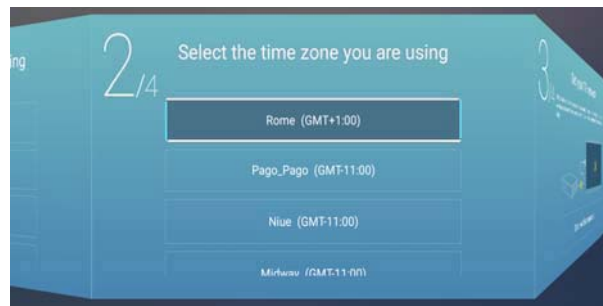 ing
2/4
Select the time zone you are using
Rome (GMT+1:00)
Pago_Pago (GMT-11:00)
Niue (GMT-11:00)
Midway (GMT-11:00)
3